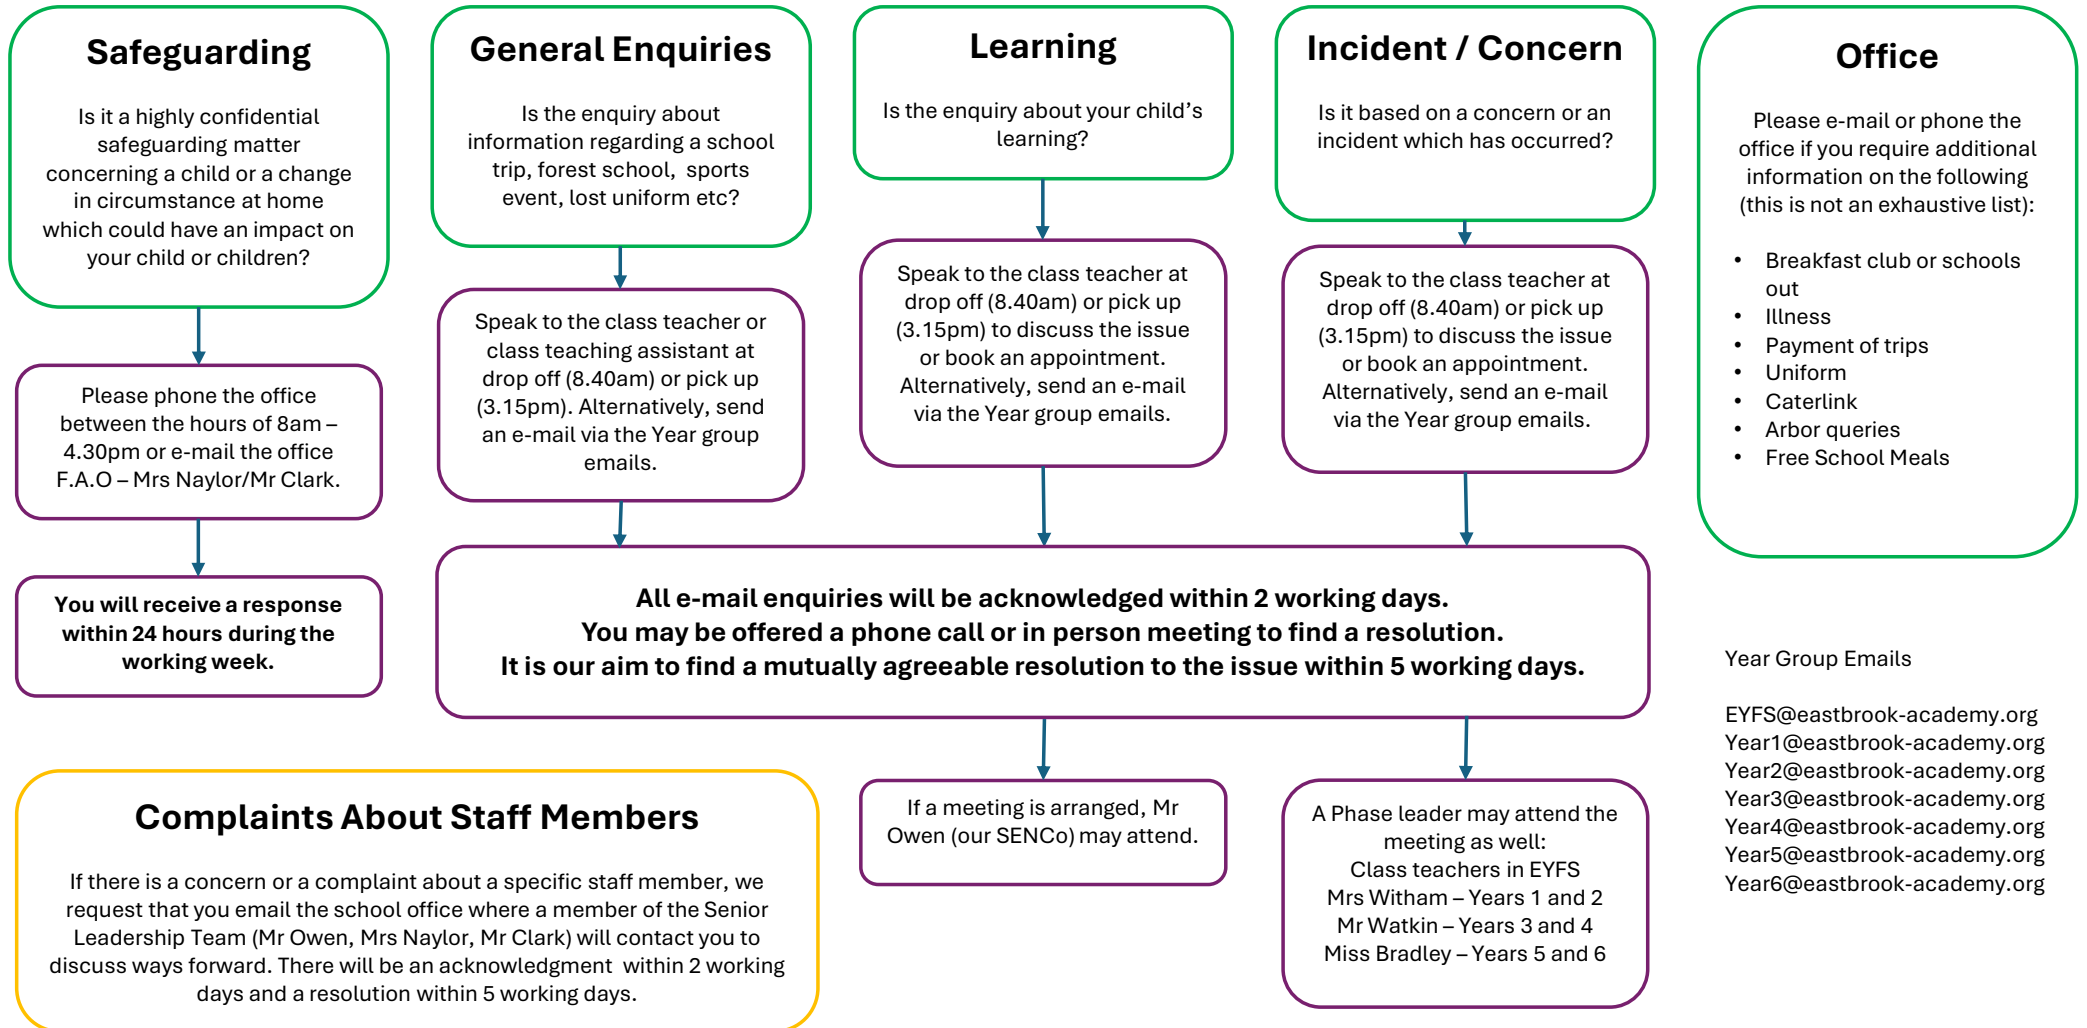 Safeguarding
Is it a highly confidential
safeguarding matter
concerning a child or a change
in circumstance at home
which could have an impact on
your child or children?
Please phone the office
between the hours of 8am –
4.30pm or e-mail the office
F.A.O – Mrs Naylor/Mr Clark.
You will receive a response
within 24 hours during the
working week.
General Enquiries
Is the enquiry about
information regarding a school
trip, forest school, sports
event, lost uniform etc?
Speak to the class teacher or
class teaching assistant at
drop off (8.40am) or pick up
(3.15pm). Alternatively, send
an e-mail via the Year group
emails.
Learning
Is the enquiry about your child’s
learning?
Speak to the class teacher at
drop off (8.40am) or pick up
(3.15pm) to discuss the issue
or book an appointment.
Alternatively, send an e-mail
via the Year group emails.
Incident / Concern
Is it based on a concern or an
incident which has occurred?
Speak to the class teacher at
drop off (8.40am) or pick up
(3.15pm) to discuss the issue
or book an appointment.
Alternatively, send an e-mail
via the Year group emails.
All e-mail enquiries will be acknowledged within 2 working days.
You may be offered a phone call or in person meeting to find a resolution.
It is our aim to find a mutually agreeable resolution to the issue within 5 working days.
If a meeting is arranged, Mr
Owen (our SENCo) may attend.
A Phase leader may attend the
meeting as well:
Class teachers in EYFS
Mrs Witham – Years 1 and 2
Mr Watkin – Years 3 and 4
Miss Bradley – Years 5 and 6
Office
Please e-mail or phone the
office if you require additional
information on the following
(this is not an exhaustive list):
• Breakfast club or schools
out
• Illness
• Payment of trips
• Uniform
• Caterlink
• Arbor queries
• Free School Meals
Year Group Emails
EYFS@eastbrook-academy.org
Year1@eastbrook-academy.org
Year2@eastbrook-academy.org
Year3@eastbrook-academy.org
Year4@eastbrook-academy.org
Year5@eastbrook-academy.org
Year6@eastbrook-academy.org
Complaints About Staff Members
If there is a concern or a complaint about a specific staff member, we
request that you email the school office where a member of the Senior
Leadership Team (Mr Owen, Mrs Naylor, Mr Clark) will contact you to
discuss ways forward. There will be an acknowledgment within 2 working
days and a resolution within 5 working days.